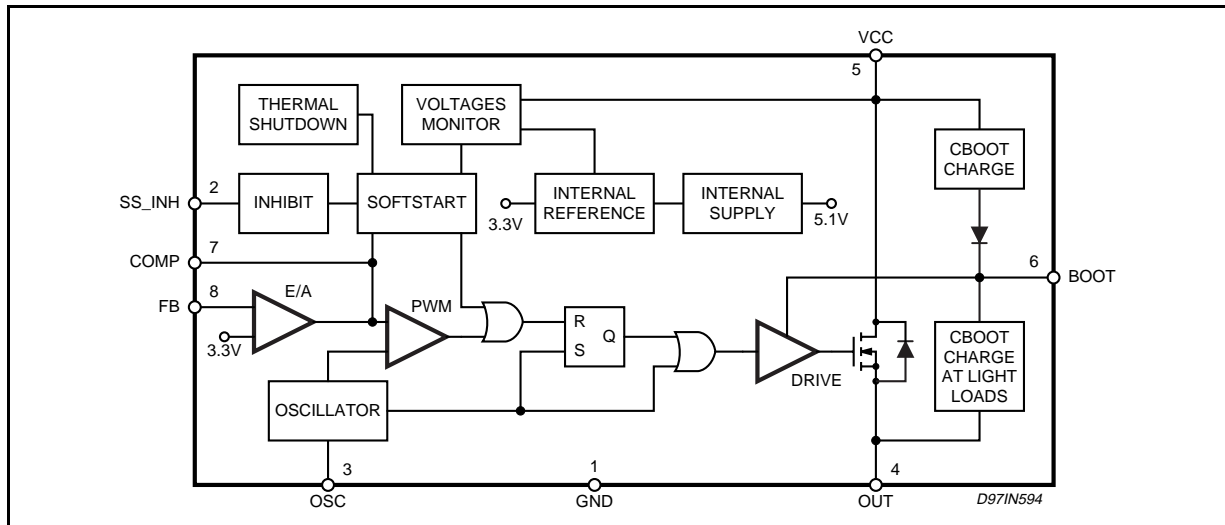 VCC
5
THERMAL
SHUTDOWN
VOLTAGES
MONITOR
CBOOT
CHARGE
2
SS_INH
INHIBIT
SOFTSTART
INTERNAL
REFERENCE
INTERNAL
SUPPLY
3.3V
5.1V
7
COMP
6
BOOT
8
FB
E/A
PWM
3.3V
R
S
Q
DRIVE
CBOOT
CHARGE
AT LIGHT
LOADS
OSCILLATOR
3
OSC
1
GND
4
OUT
D97IN594